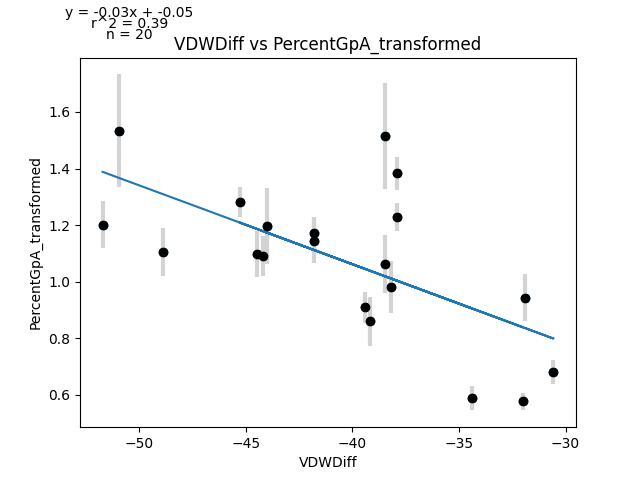 y = -0.03x + -0.05
r^2 = 0.39
n = 20
VDWDiff vs PercentGpA_transformed
PercentGpA_transformed
1.6
1.4
1.2
1.0
0.8
0.6
−50
−45
−40
−35
−30
VDWDiff